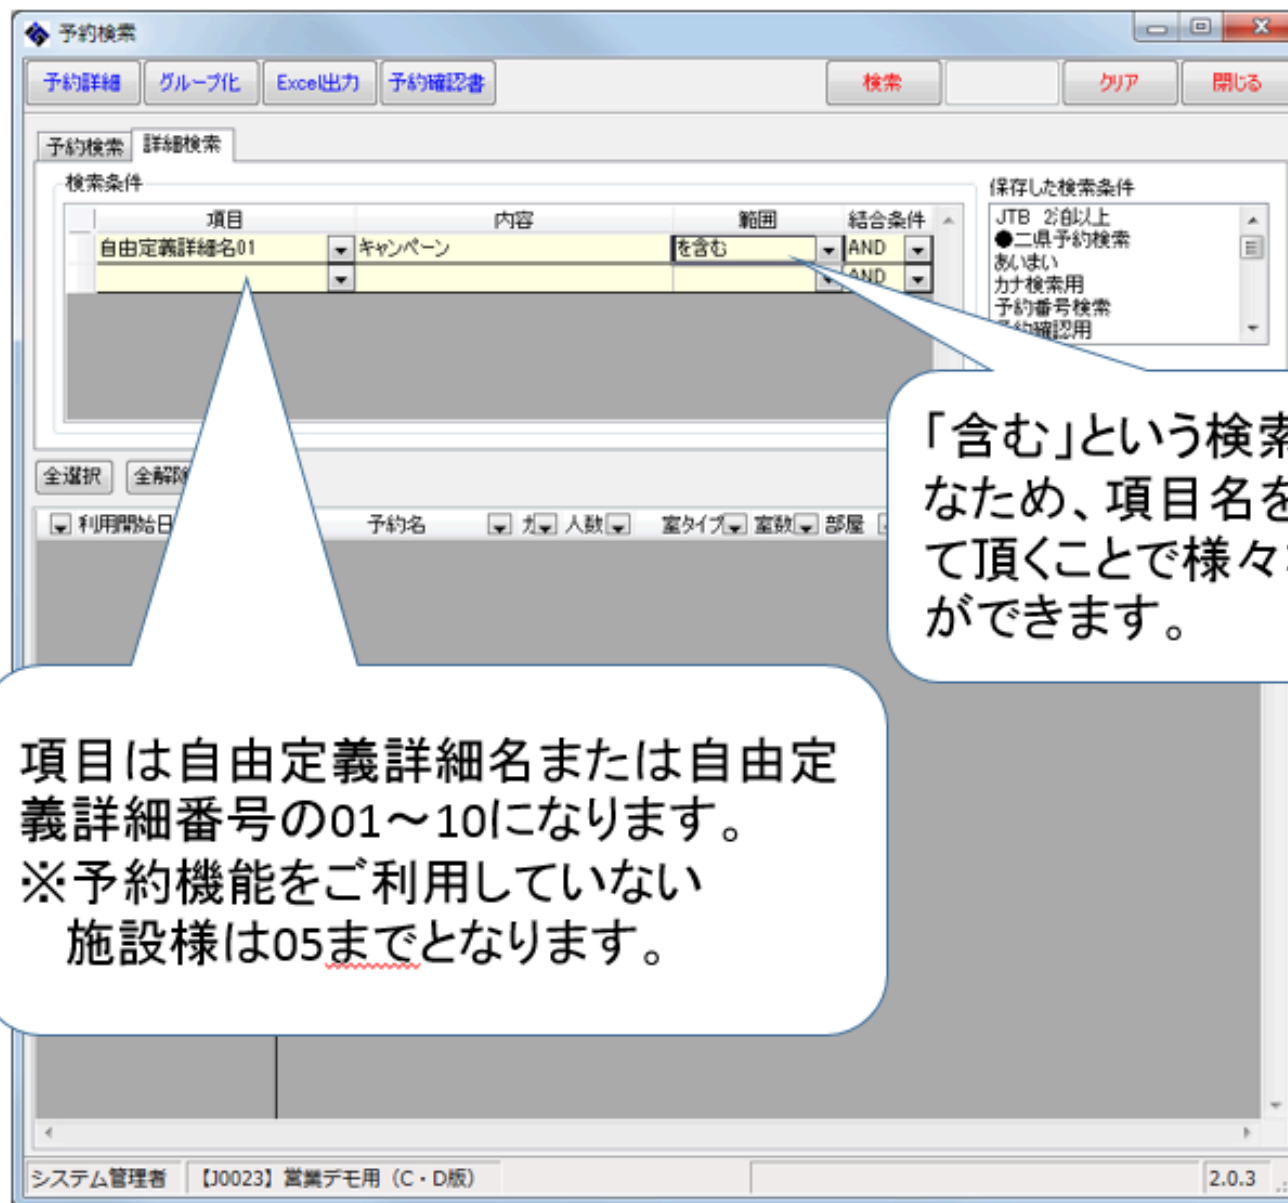 予約検索
予約詳細 グループ化 Excel出力 予約確認書 検索 クリア 閉じる
予約検索 詳細検索
検索条件
項目 内容 範囲 結合条件
自由定義詳細名01 キャンペーン を含む AND
AND
保存した検索条件
JTB 2泊以上
●二県予約検索
あいまい
カナ検索用
予約番号検索
予約確認用
「含む」という検索
なため、項目名を
て頂くことで様々
ができます。
全選択 全解除
利用開始日 予約名 人数 室タイプ 室数 部屋
項目は自由定義詳細名または自由定
義詳細番号の01～10になります。
※予約機能をご利用していない
施設様は05までとなります。
システム管理者 【J0023】営業デモ用（C・D版） 2.0.3